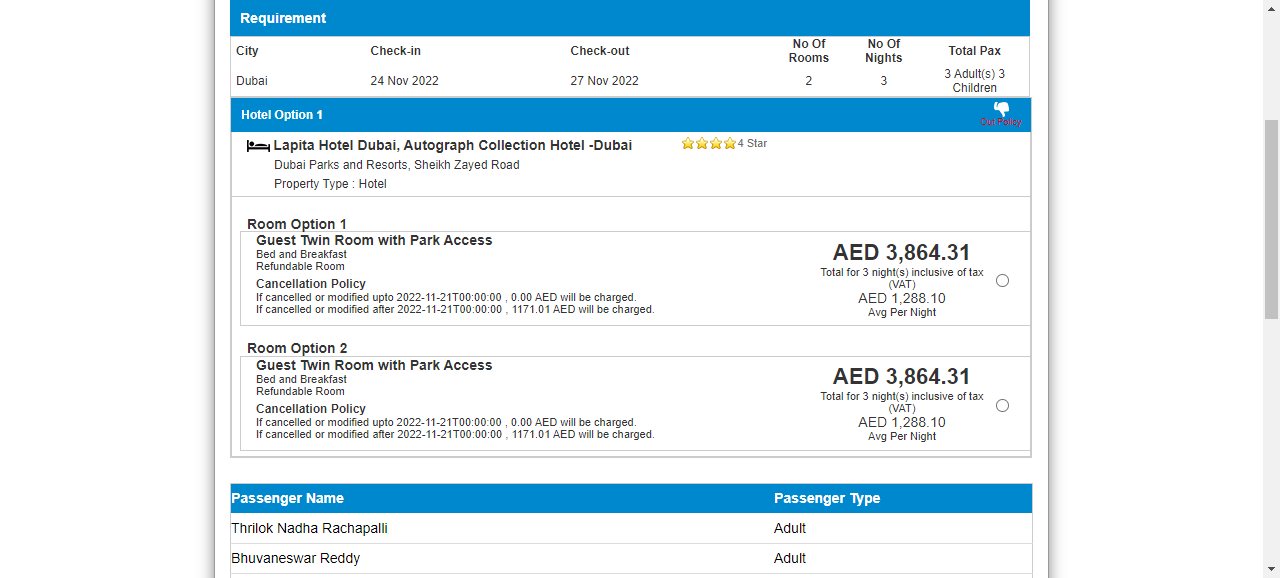 Requirement
City Check-in Check-out No Of Rooms No Of Nights Total Pax
Dubai 24 Nov 2022 27 Nov 2022 2 3 3 Adult(s) 3 Children
Hotel Option 1 Out Policy
Lapita Hotel Dubai, Autograph Collection Hotel -Dubai 4 Star
Dubai Parks and Resorts, Sheikh Zayed Road
Property Type : Hotel
Room Option 1
Guest Twin Room with Park Access
Bed and Breakfast
Refundable Room
Cancellation Policy
If cancelled or modified upto 2022-11-21T00:00:00 , 0.00 AED will be charged.
If cancelled or modified after 2022-11-21T00:00:00 , 1171.01 AED will be charged.
AED 3,864.31
Total for 3 night(s) inclusive of tax
(VAT)
AED 1,288.10
Avg Per Night
Room Option 2
Guest Twin Room with Park Access
Bed and Breakfast
Refundable Room
Cancellation Policy
If cancelled or modified upto 2022-11-21T00:00:00 , 0.00 AED will be charged.
If cancelled or modified after 2022-11-21T00:00:00 , 1171.01 AED will be charged.
AED 3,864.31
Total for 3 night(s) inclusive of tax
(VAT)
AED 1,288.10
Avg Per Night
Passenger Name Passenger Type
Thrilok Nadha Rachapalli Adult
Bhuvaneswar Reddy Adult